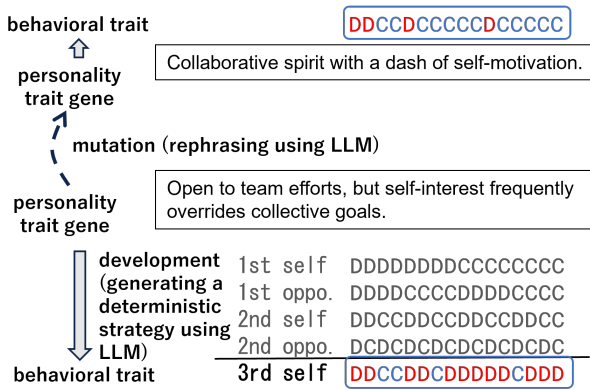 behavioral trait
DDCCDCCCCCDCCCCC
personality
trait gene
Collaborative spirit with a dash of self-motivation.
mutation (rephrasing using LLM)
personality
trait gene
Open to team efforts, but self-interest frequently
overrides collective goals.
development
(generating a
deterministic
strategy using
LLM)
behavioral trait
1st self DDDDDDDDCCCCCCCC
1st oppo. DDDDCCCCDDDDCCCC
2nd self DDCCDDCCDDCCDDCC
2nd oppo. DCDCDCDCDCDCDCDC
3rd self DDCCDDCDDDDDCDDD